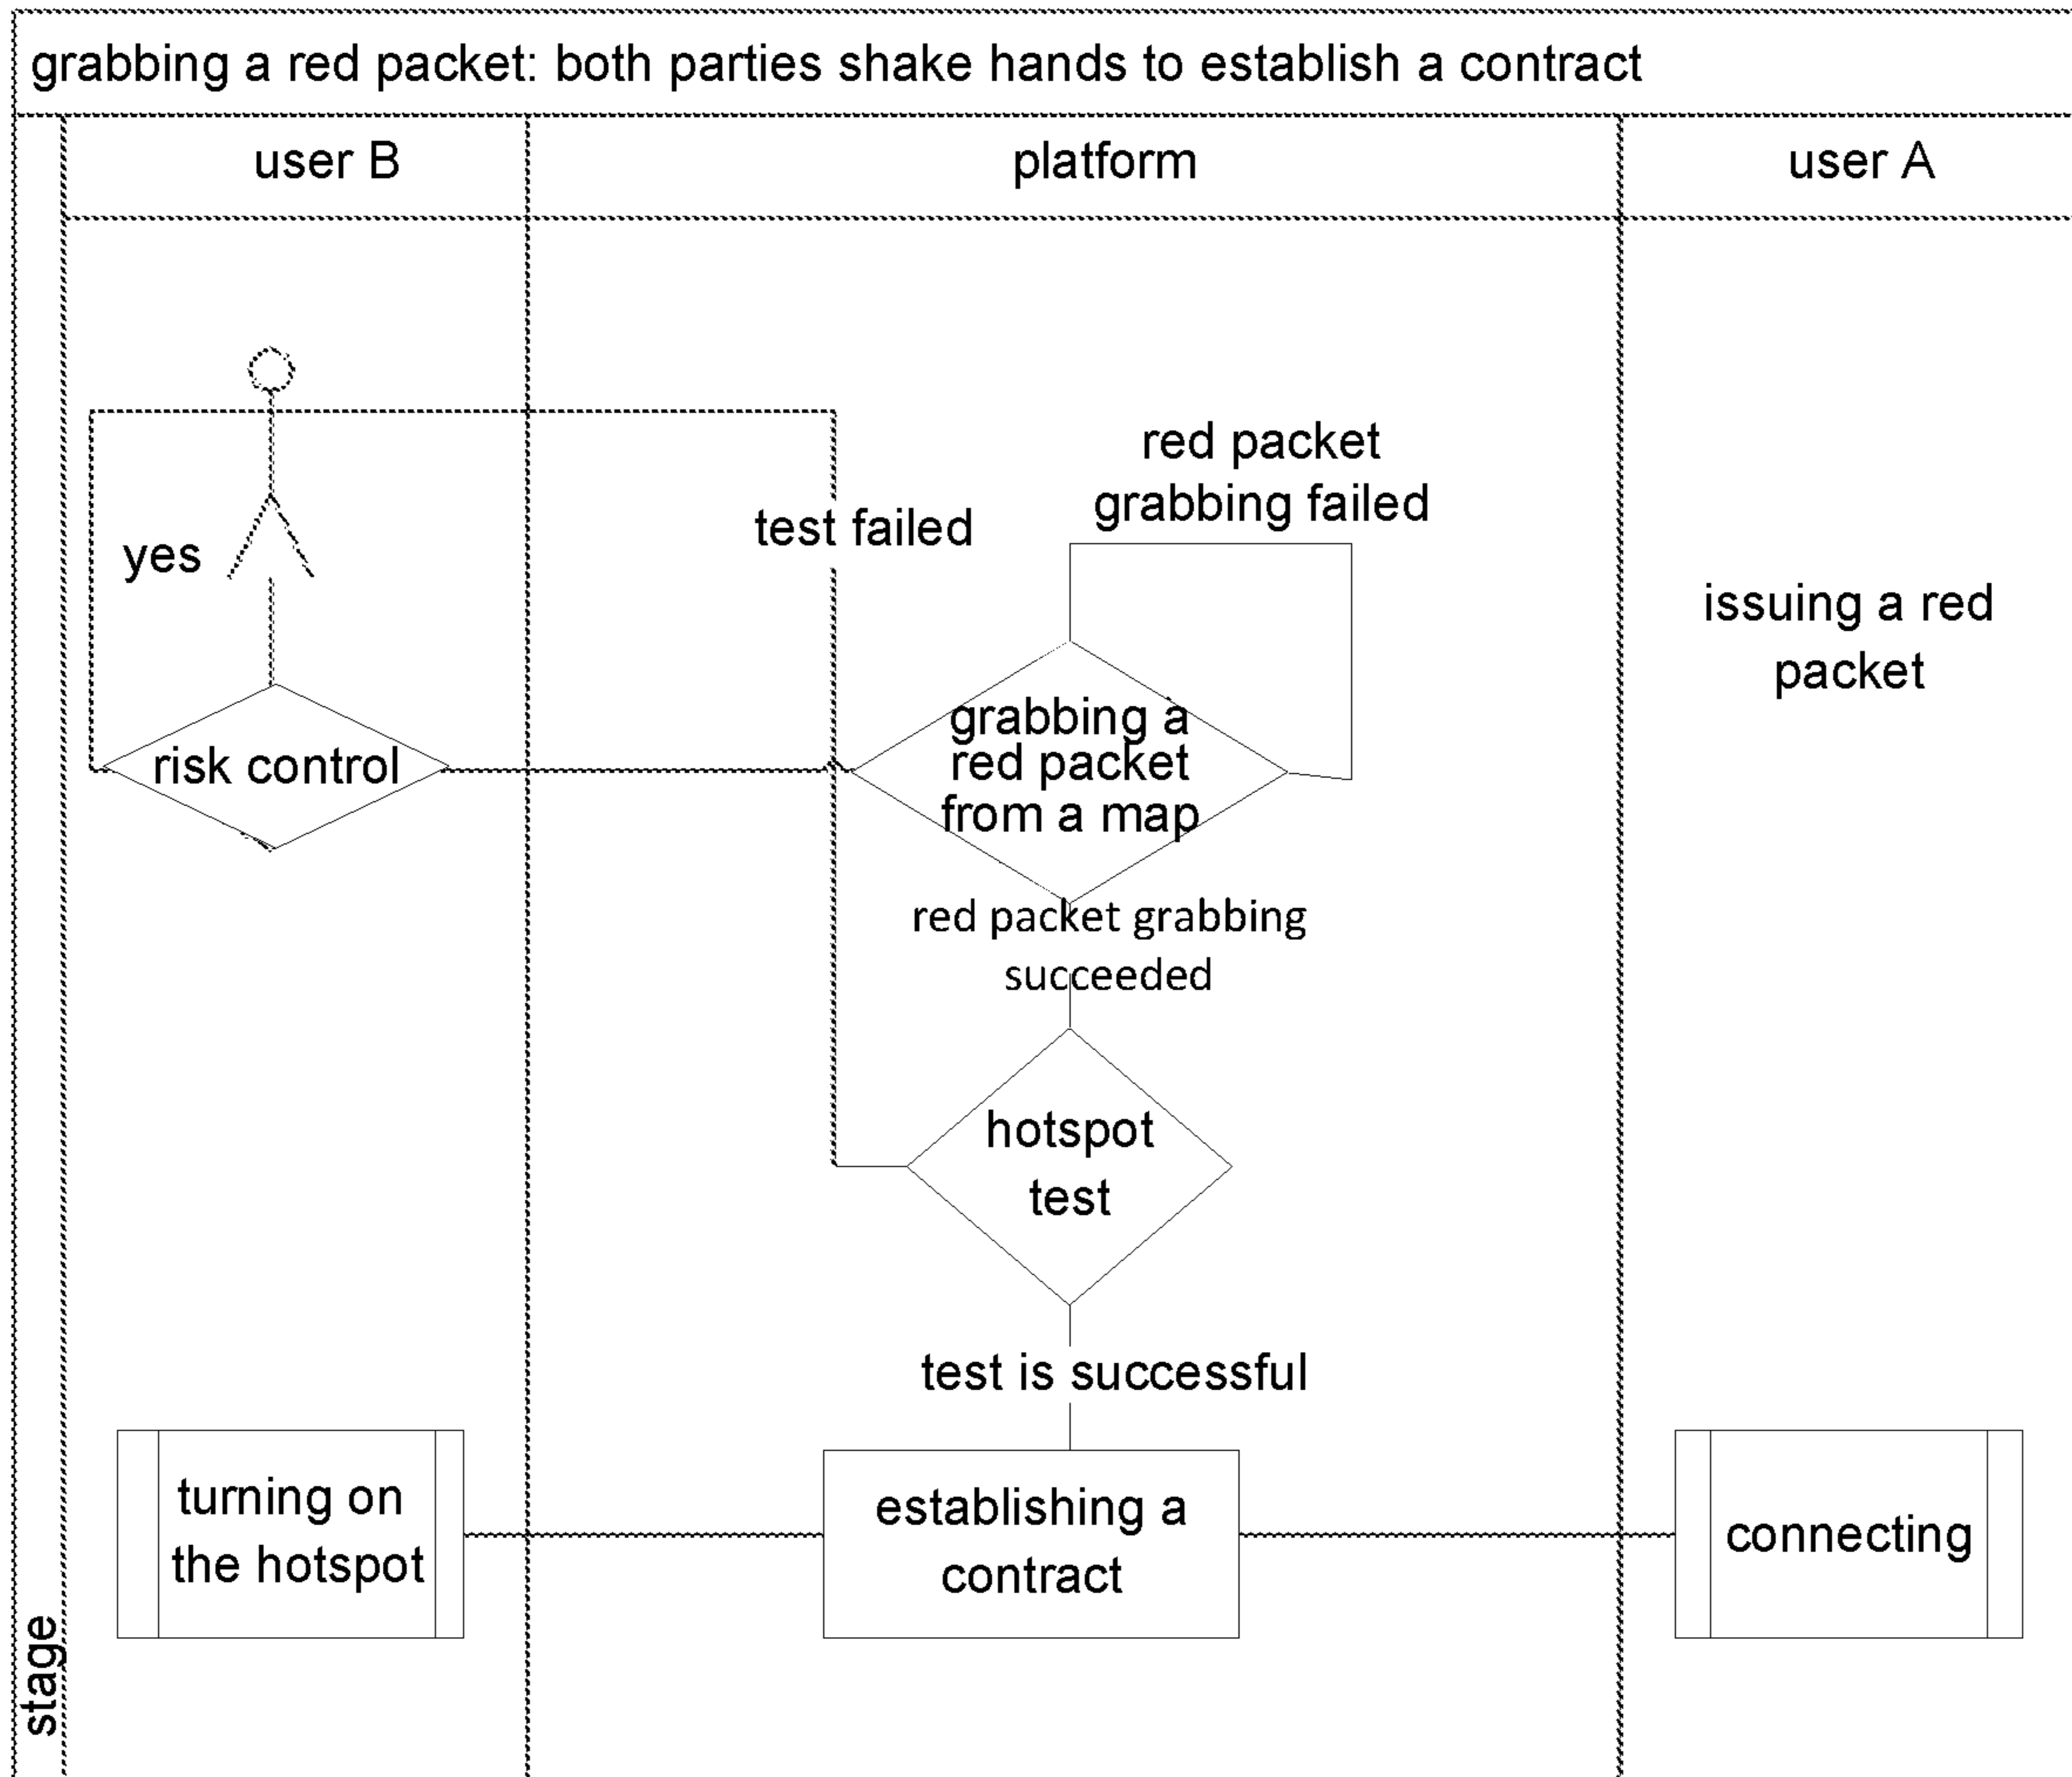 grabbing a red packet: both parties shake hands to establish a contract
user B
platform
user A
red packet
grabbing failed
test failed
yes
issuing a red
packet
grabbing a
red packet
from a map
risk control
red packet grabbing
succeeded
hotspot
test
test is successful
turning on
the hotspot
establishing a
contract
connecting
stage